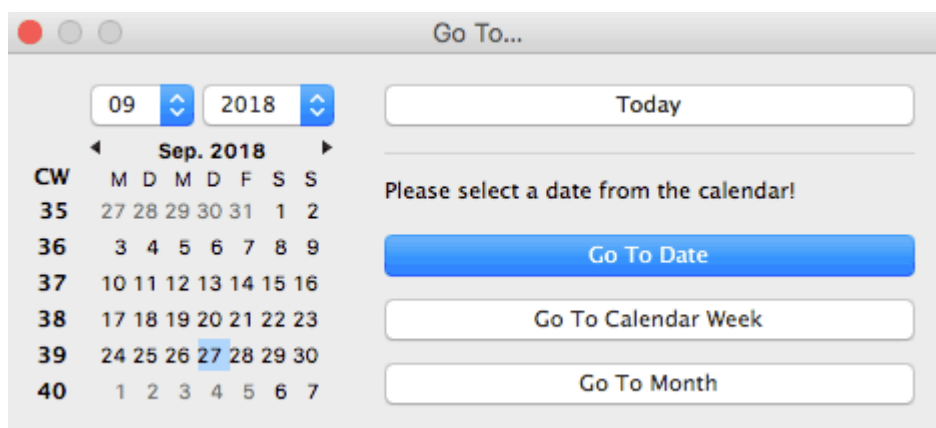 Go To...
09 2018
Sep. 2018
CW M D M D F S S
35 27 28 29 30 31 1 2
36 3 4 5 6 7 8 9
37 10 11 12 13 14 15 16
38 17 18 19 20 21 22 23
39 24 25 26 27 28 29 30
40 1 2 3 4 5 6 7
Today
Please select a date from the calendar!
Go To Date
Go To Calendar Week
Go To Month